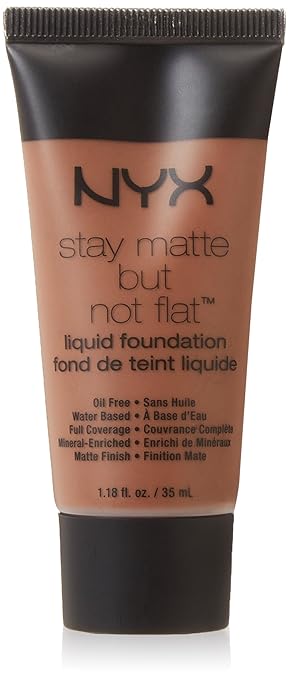 NYX
stay matte
but
not flat™
liquid foundation
fond de teint liquide
Oil Free • Sans Huile
Water Based • À Base d'Eau
Full Coverage • Couvrance Complète
Mineral-Enriched • Enrichi de Minéraux
Matte Finish • Finition Mate
1.18 fl. oz. / 35 mL